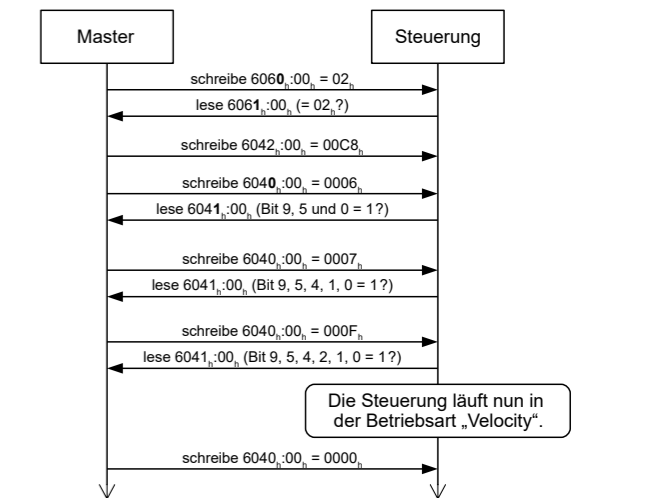 Master
Steuerung
schreibe 6060h:00h = 02h
lese 6061h:00h (= 02h?)
schreibe 6042h:00h = 00C8h
schreibe 6040h:00h = 0006h
lese 6041h:00h (Bit 9, 5 und 0 = 1?)
schreibe 6040h:00h = 0007h
lese 6041h:00h (Bit 9, 5, 4, 1, 0 = 1?)
schreibe 6040h:00h = 000Fh
lese 6041h:00h (Bit 9, 5, 4, 2, 1, 0 = 1?)
Die Steuerung läuft nun in
der Betriebsart „Velocity“.
schreibe 6040h:00h = 0000h